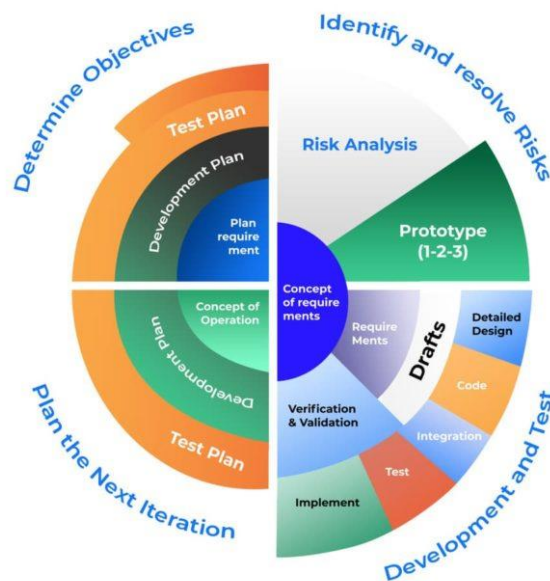 Determine Objectives
Identify and resolve Risks
Test Plan
Development Plan
Plan
require
ment
Risk Analysis
Prototype
(1-2-3)
Concept of
Operation
Development Plan
Test Plan
Concept
of require
ments
Require
Ments
Drafts
Detailed
Design
Code
Integration
Verification
& Validation
Test
Implement
Plan the Next Iteration
Development and Test